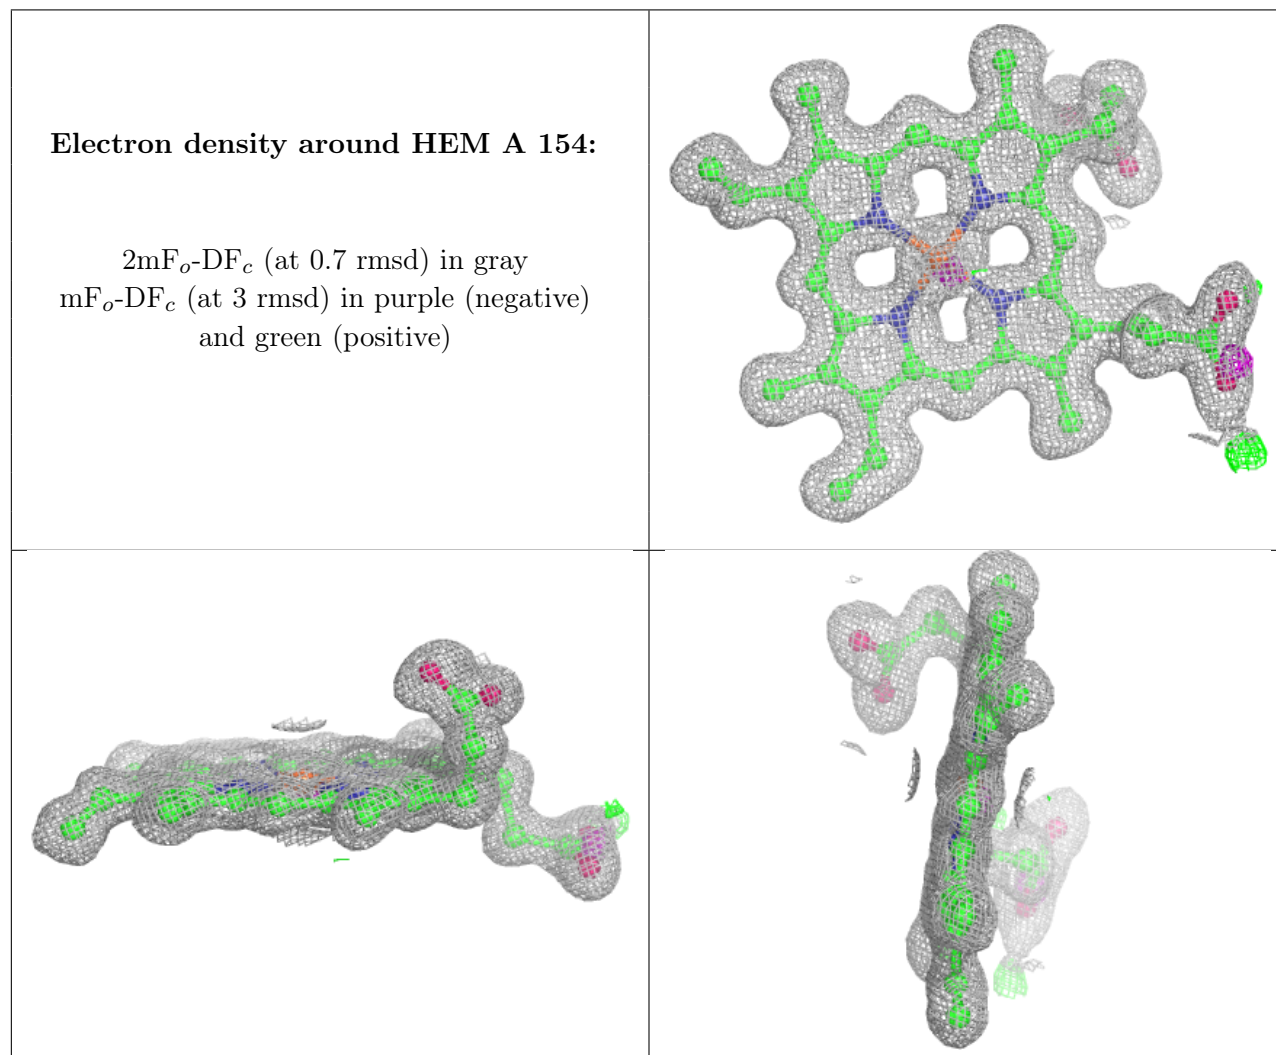 Electron density around HEM A 154:
2mFₒ-DF𝒸 (at 0.7 rmsd) in gray
mFₒ-DF𝒸 (at 3 rmsd) in purple (negative)
and green (positive)